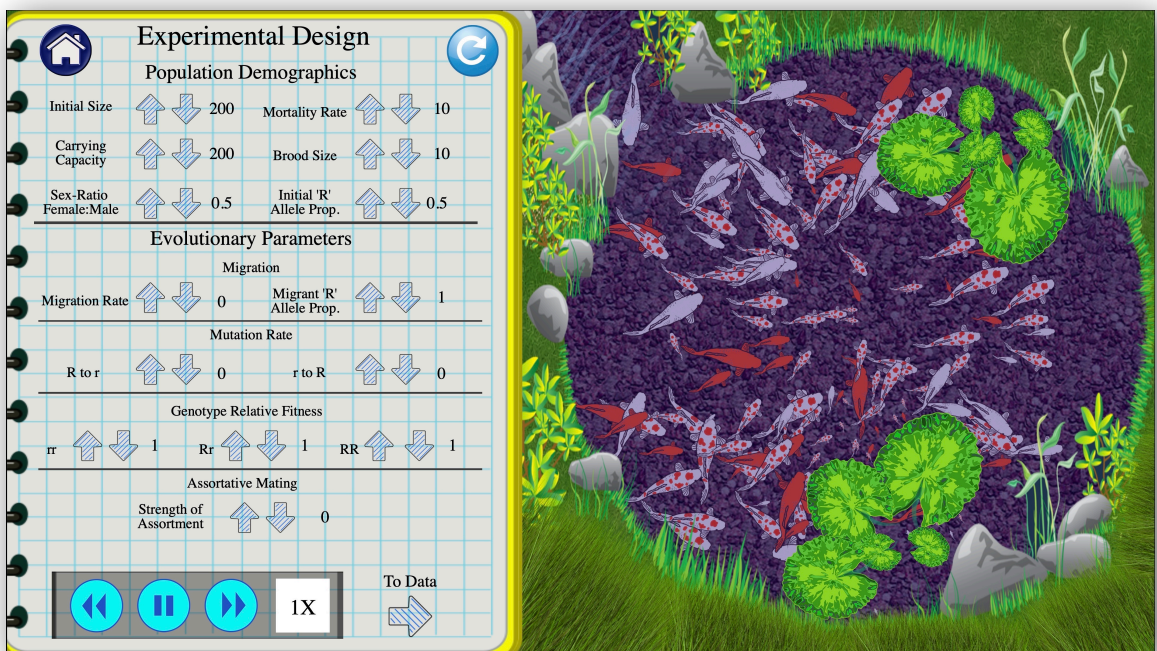 Experimental Design
Population Demographics
Initial Size 200 Mortality Rate 10
Carrying
Capacity 200 Brood Size 10
Sex-Ratio
Female:Male 0.5 Initial 'R'
Allele Prop. 0.5
Evolutionary Parameters
Migration
Migration Rate 0 Migrant 'R'
Allele Prop. 1
Mutation Rate
R to r 0 r to R 0
Genotype Relative Fitness
rr 1 Rr 1 RR 1
Assortative Mating
Strength of
Assortment 0
1X
To Data